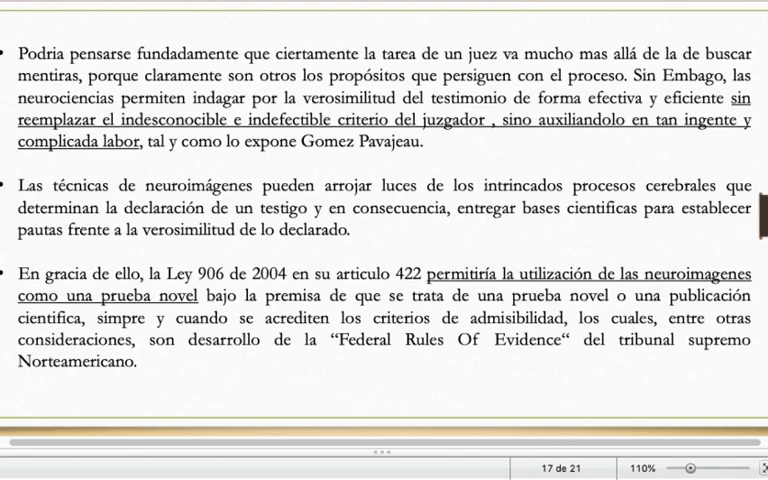 • Podria pensarse fundadamente que ciertamente la tarea de un juez va mucho mas allá de la de buscar
mentiras, porque claramente son otros los propósitos que persiguen con el proceso. Sin Embago, las
neurociencias permiten indagar por la verosimilitud del testimonio de forma efectiva y eficiente sin
reemplazar el indesconocible e indefectible criterio del juzgador , sino auxiliandolo en tan ingente y
complicada labor, tal y como lo expone Gomez Pavajeau.
• Las técnicas de neuroimágenes pueden arrojar luces de los intrincados procesos cerebrales que
determinan la declaración de un testigo y en consecuencia, entregar bases cientificas para establecer
pautas frente a la verosimilitud de lo declarado.
• En gracia de ello, la Ley 906 de 2004 en su articulo 422 permitiría la utilización de las neuroimagenes
como una prueba novel bajo la premisa de que se trata de una prueba novel o una publicación
cientifica, simpre y cuando se acrediten los criterios de admisibilidad, los cuales, entre otras
consideraciones, son desarrollo de la “Federal Rules Of Evidence“ del tribunal supremo
Norteamericano.
17 de 21
110%